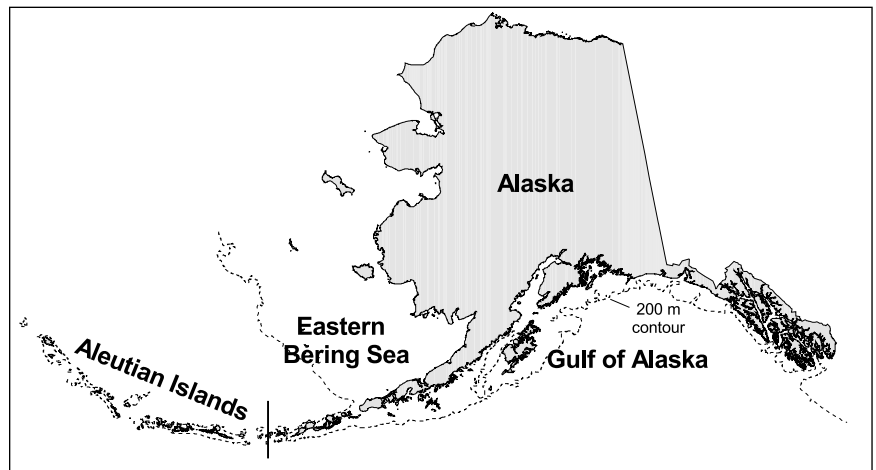 Alaska
Eastern
Bering Sea
200 m
contour
Gulf of Alaska
Aleutian Islands